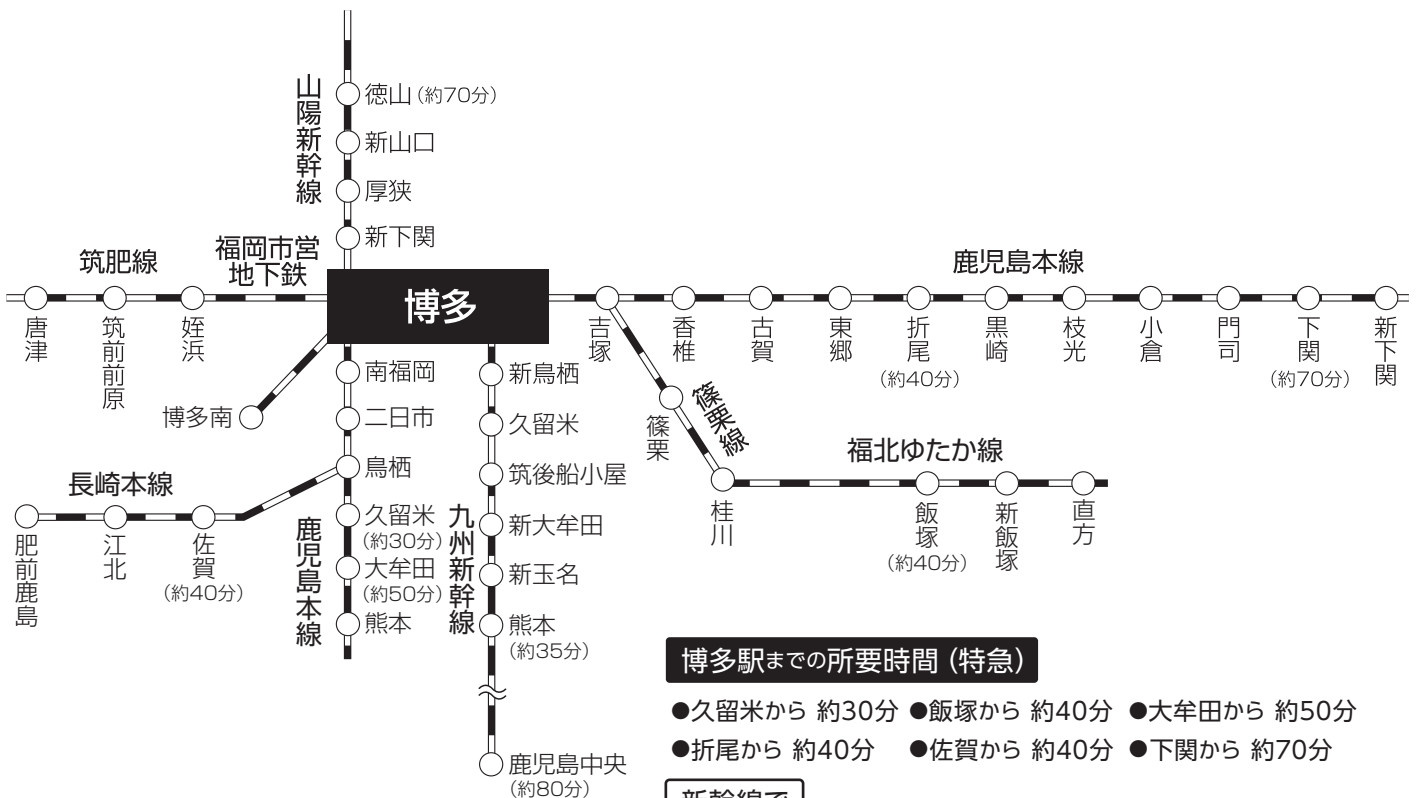 山陽新幹線
徳山(約70分)
新山口
厚狭
新下関
筑肥線
福岡市営
地下鉄
博多
鹿児島本線
唐津
筑前前原
姪浜
吉塚
香椎
古賀
東郷
折尾
(約40分)
黒崎
枝光
小倉
門司
下関
(約70分)
新下関
博多南
南福岡
二日市
鳥栖
久留米
(約30分)
大牟田
(約50分)
熊本
鹿児島本線
長崎本線
肥前鹿島
江北
佐賀
(約40分)
九州新幹線
新鳥栖
久留米
筑後船小屋
新大牟田
新玉名
熊本
(約35分)
鹿児島中央
(約80分)
篠栗線
篠栗
桂川
福北ゆたか線
飯塚
(約40分)
新飯塚
直方
博多駅までの所要時間(特急)
●久留米から 約30分 ●飯塚から 約40分 ●大牟田から 約50分
●折尾から 約40分 ●佐賀から 約40分 ●下関から 約70分
新幹線で